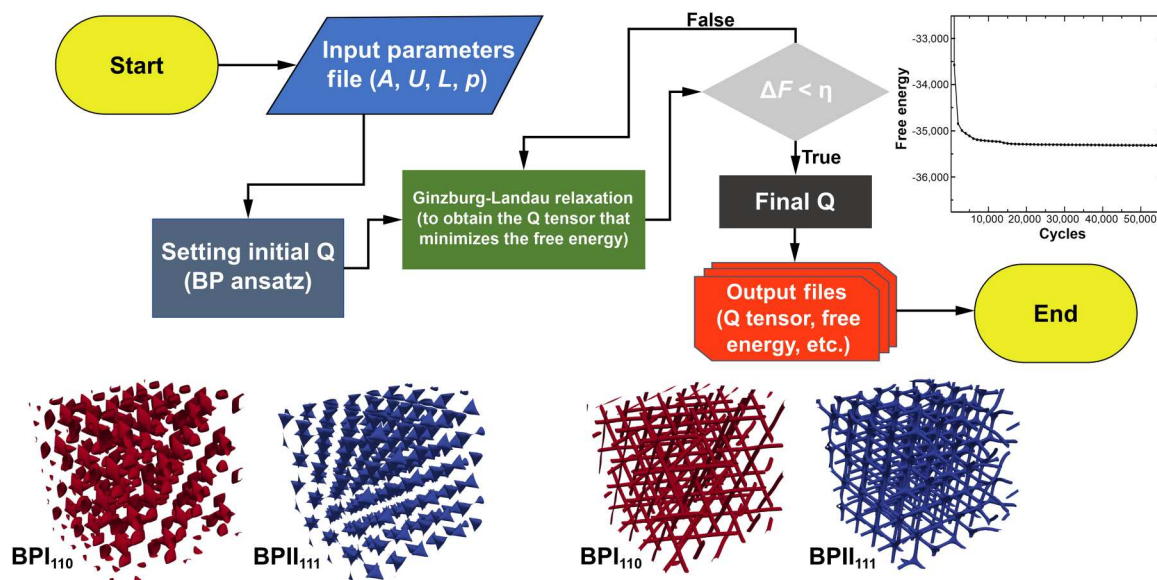 Start
Input parameters
file (A, U, L, p)
Setting initial Q
(BP ansatz)
Ginzburg-Landau relaxation
(to obtain the Q tensor that
minimizes the free energy)
False
ΔF < η
True
Final Q
Output files
(Q tensor, free
energy, etc.)
End
Free energy
-33,000
-34,000
-35,000
-36,000
10,000 20,000 30,000 40,000 50,000
Cycles
BPI110
BPII111
BPI110
BPII111